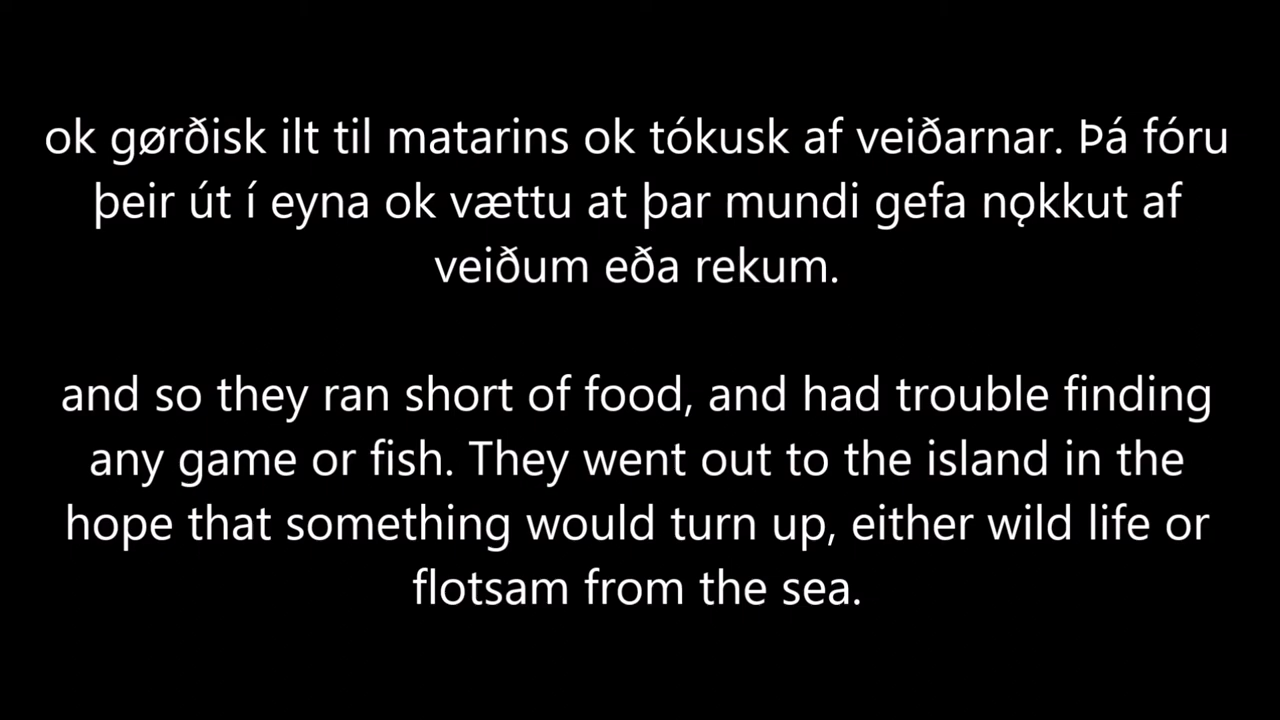 ok gørðisk ilt til matarins ok tókusk af veiðarnar. Þá fóru
þeir út í eyna ok vættu at þar mundi gefa nǫkkut af
veiðum eða rekum.
and so they ran short of food, and had trouble finding
any game or fish. They went out to the island in the
hope that something would turn up, either wild life or
flotsam from the sea.